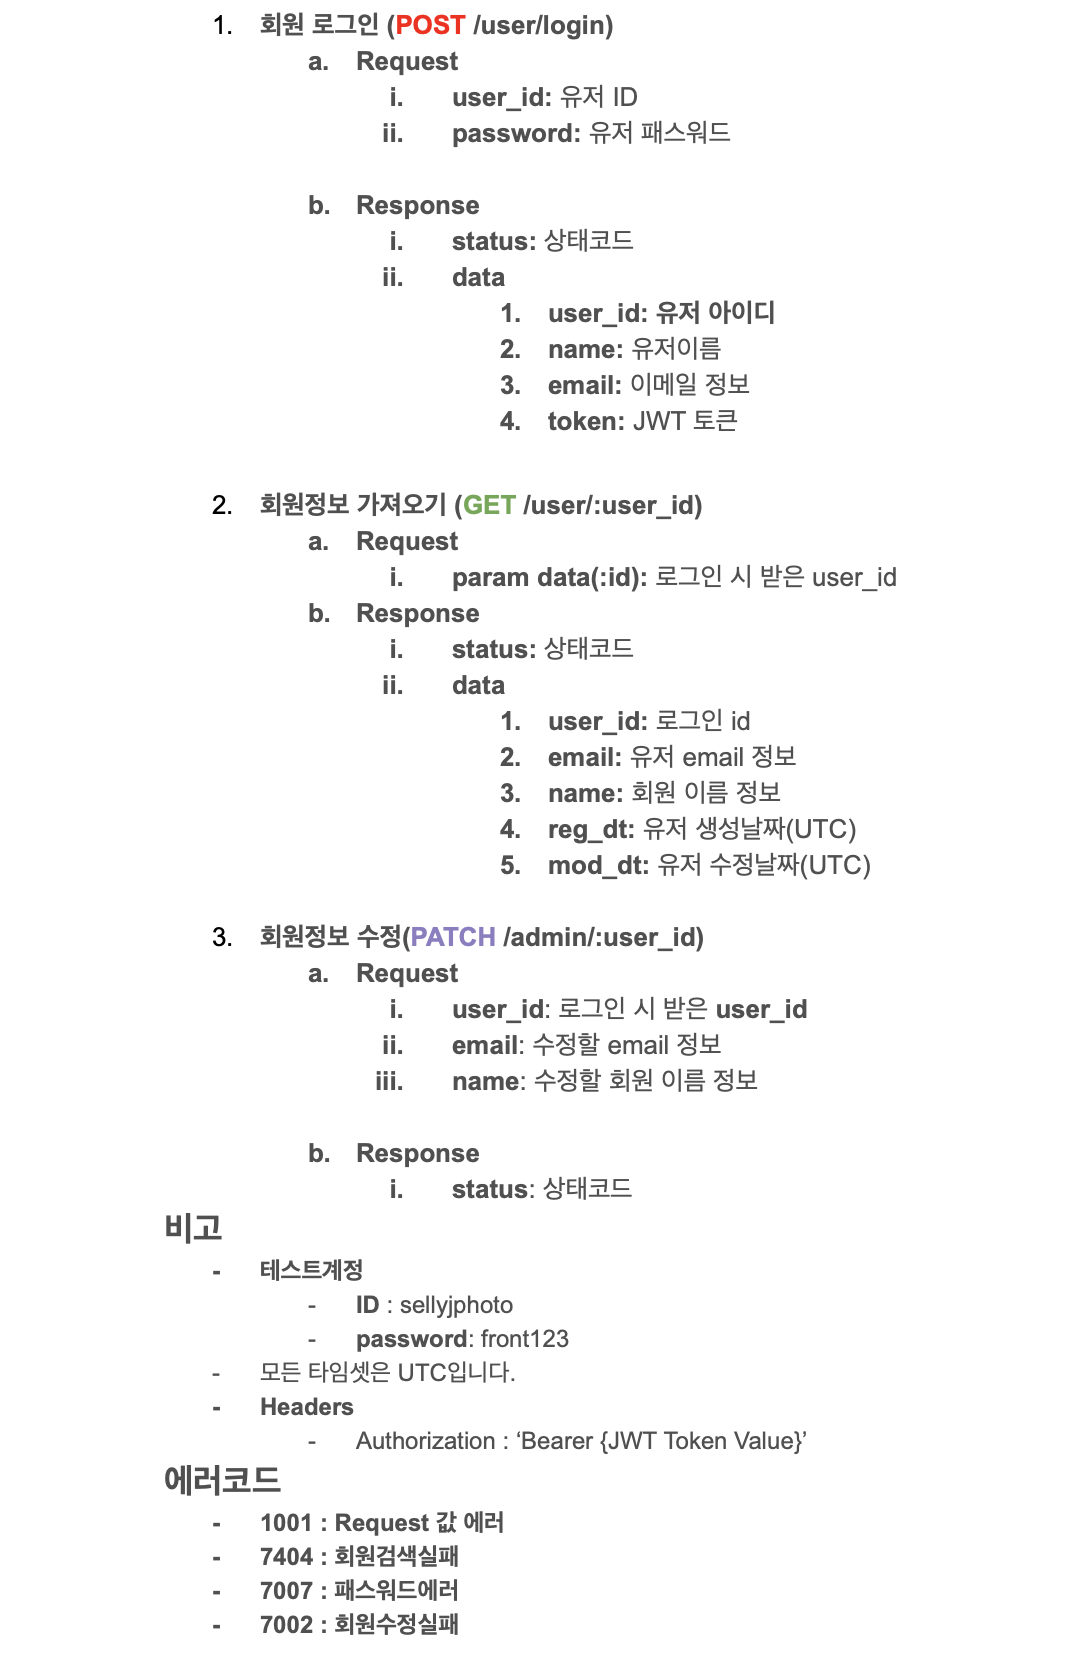 1. 회원 로그인 (POST /user/login)
a. Request
i. user_id: 유저 ID
ii. password: 유저 패스워드
b. Response
i. status: 상태코드
ii. data
1. user_id: 유저 아이디
2. name: 유저이름
3. email: 이메일 정보
4. token: JWT 토큰
2. 회원정보 가져오기 (GET /user/:user_id)
a. Request
i. param data(:id): 로그인 시 받은 user_id
b. Response
i. status: 상태코드
ii. data
1. user_id: 로그인 id
2. email: 유저 email 정보
3. name: 회원 이름 정보
4. reg_dt: 유저 생성날짜(UTC)
5. mod_dt: 유저 수정날짜(UTC)
3. 회원정보 수정(PATCH /admin/:user_id)
a. Request
i. user_id: 로그인 시 받은 user_id
ii. email: 수정할 email 정보
iii. name: 수정할 회원 이름 정보
b. Response
i. status: 상태코드
비고
- 테스트계정
- ID : sellyjphoto
- password: front123
- 모든 타임셋은 UTC입니다.
- Headers
- Authorization : ‘Bearer {JWT Token Value}’
에러코드
- 1001 : Request 값 에러
- 7404 : 회원검색실패
- 7007 : 패스워드에러
- 7002 : 회원수정실패